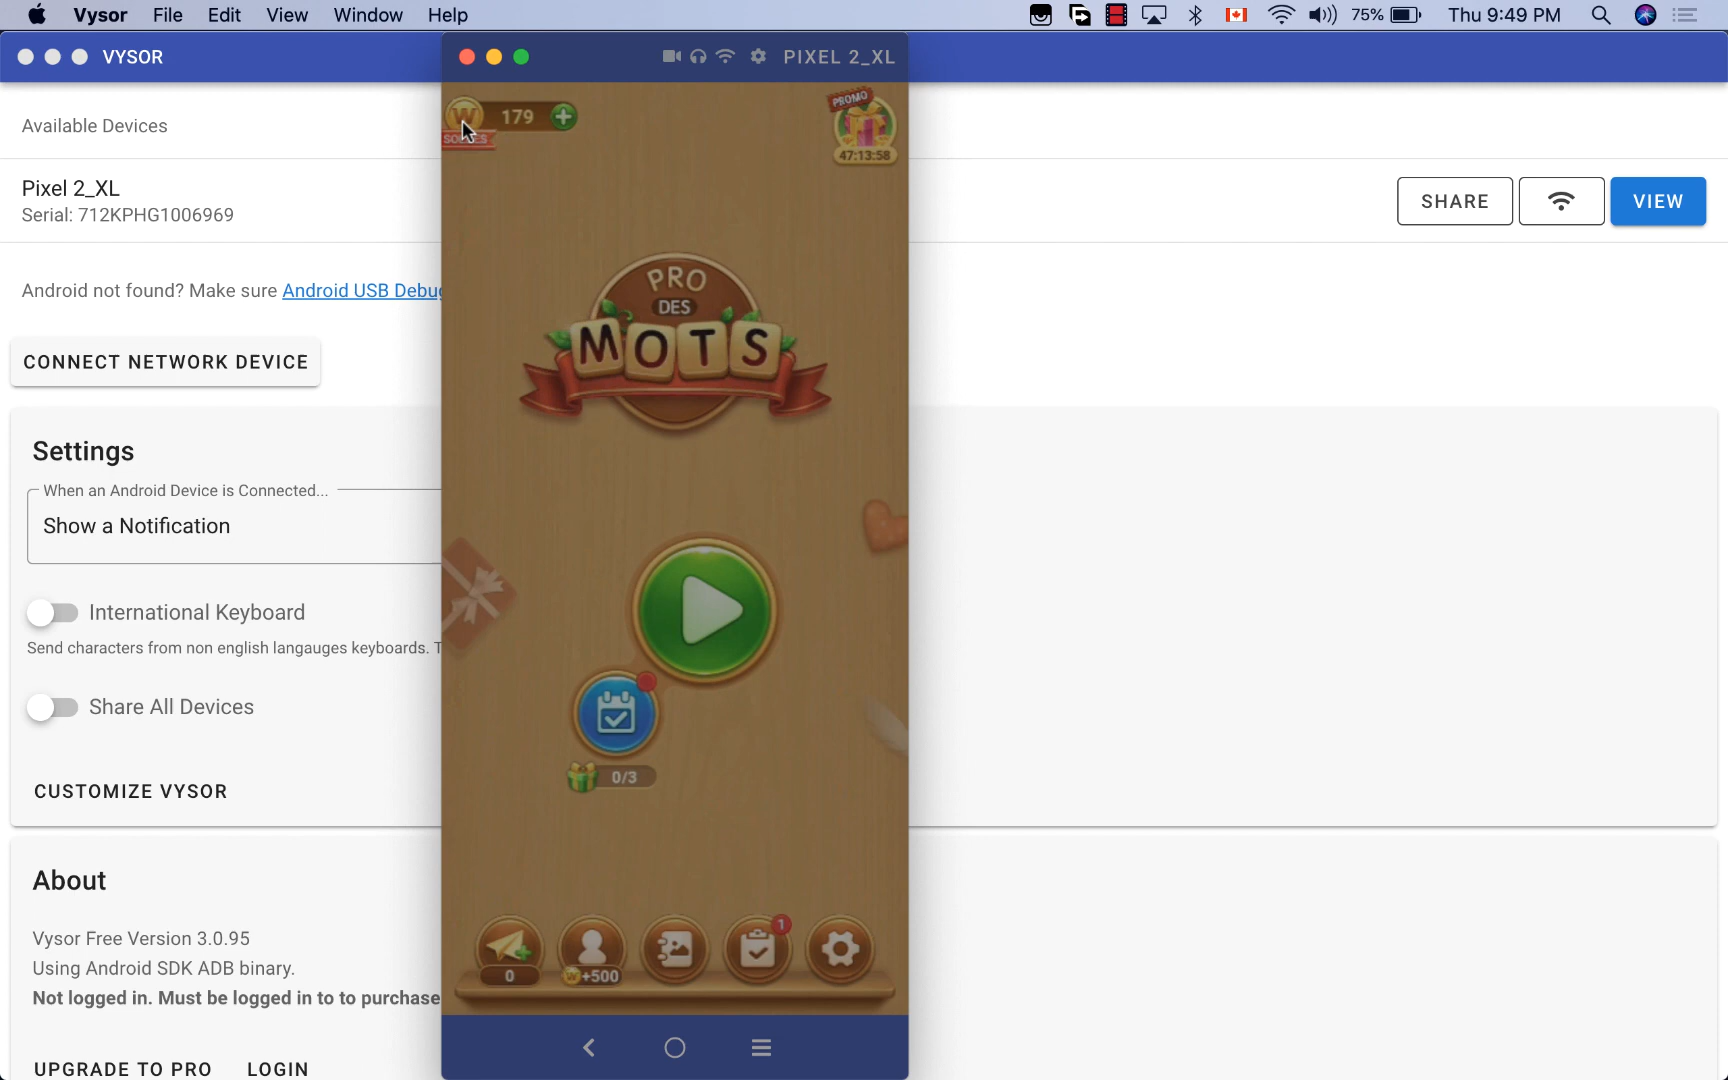 Vysor File Edit View Window Help
75% Thu 9:49 PM
VYSOR
PIXEL 2_XL
Available Devices
Pixel 2_XL
Serial: 712KPHG1006969
SHARE
VIEW
Android not found? Make sure Android USB Debug
CONNECT NETWORK DEVICE
Settings
When an Android Device is Connected...
Show a Notification
International Keyboard
Send characters from non english langauges keyboards. T
Share All Devices
CUSTOMIZE VYSOR
About
Vysor Free Version 3.0.95
Using Android SDK ADB binary.
Not logged in. Must be logged in to to purchase
UPGRADE TO PRO LOGIN
W 179
SOLDES
PROMO
47:13:58
PRO
DES
MOTS
0/3
1
0
W+500